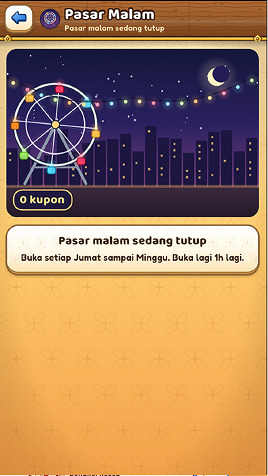 Pasar Malam
Pasar malam sedang tutup
0 kupon
Pasar malam sedang tutup
Buka setiap Jumat sampai Minggu. Buka lagi 1h lagi.